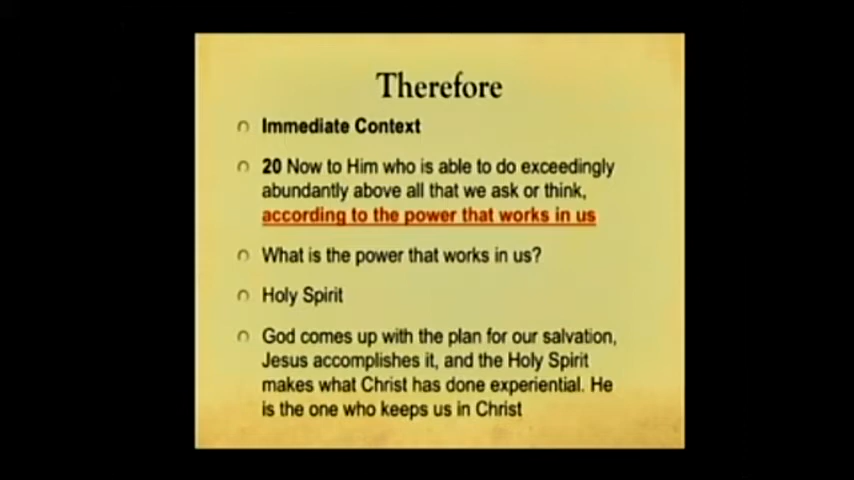 Therefore
Immediate Context
20 Now to Him who is able to do exceedingly
abundantly above all that we ask or think,
according to the power that works in us
What is the power that works in us?
Holy Spirit
God comes up with the plan for our salvation,
Jesus accomplishes it, and the Holy Spirit
makes what Christ has done experiential. He
is the one who keeps us in Christ